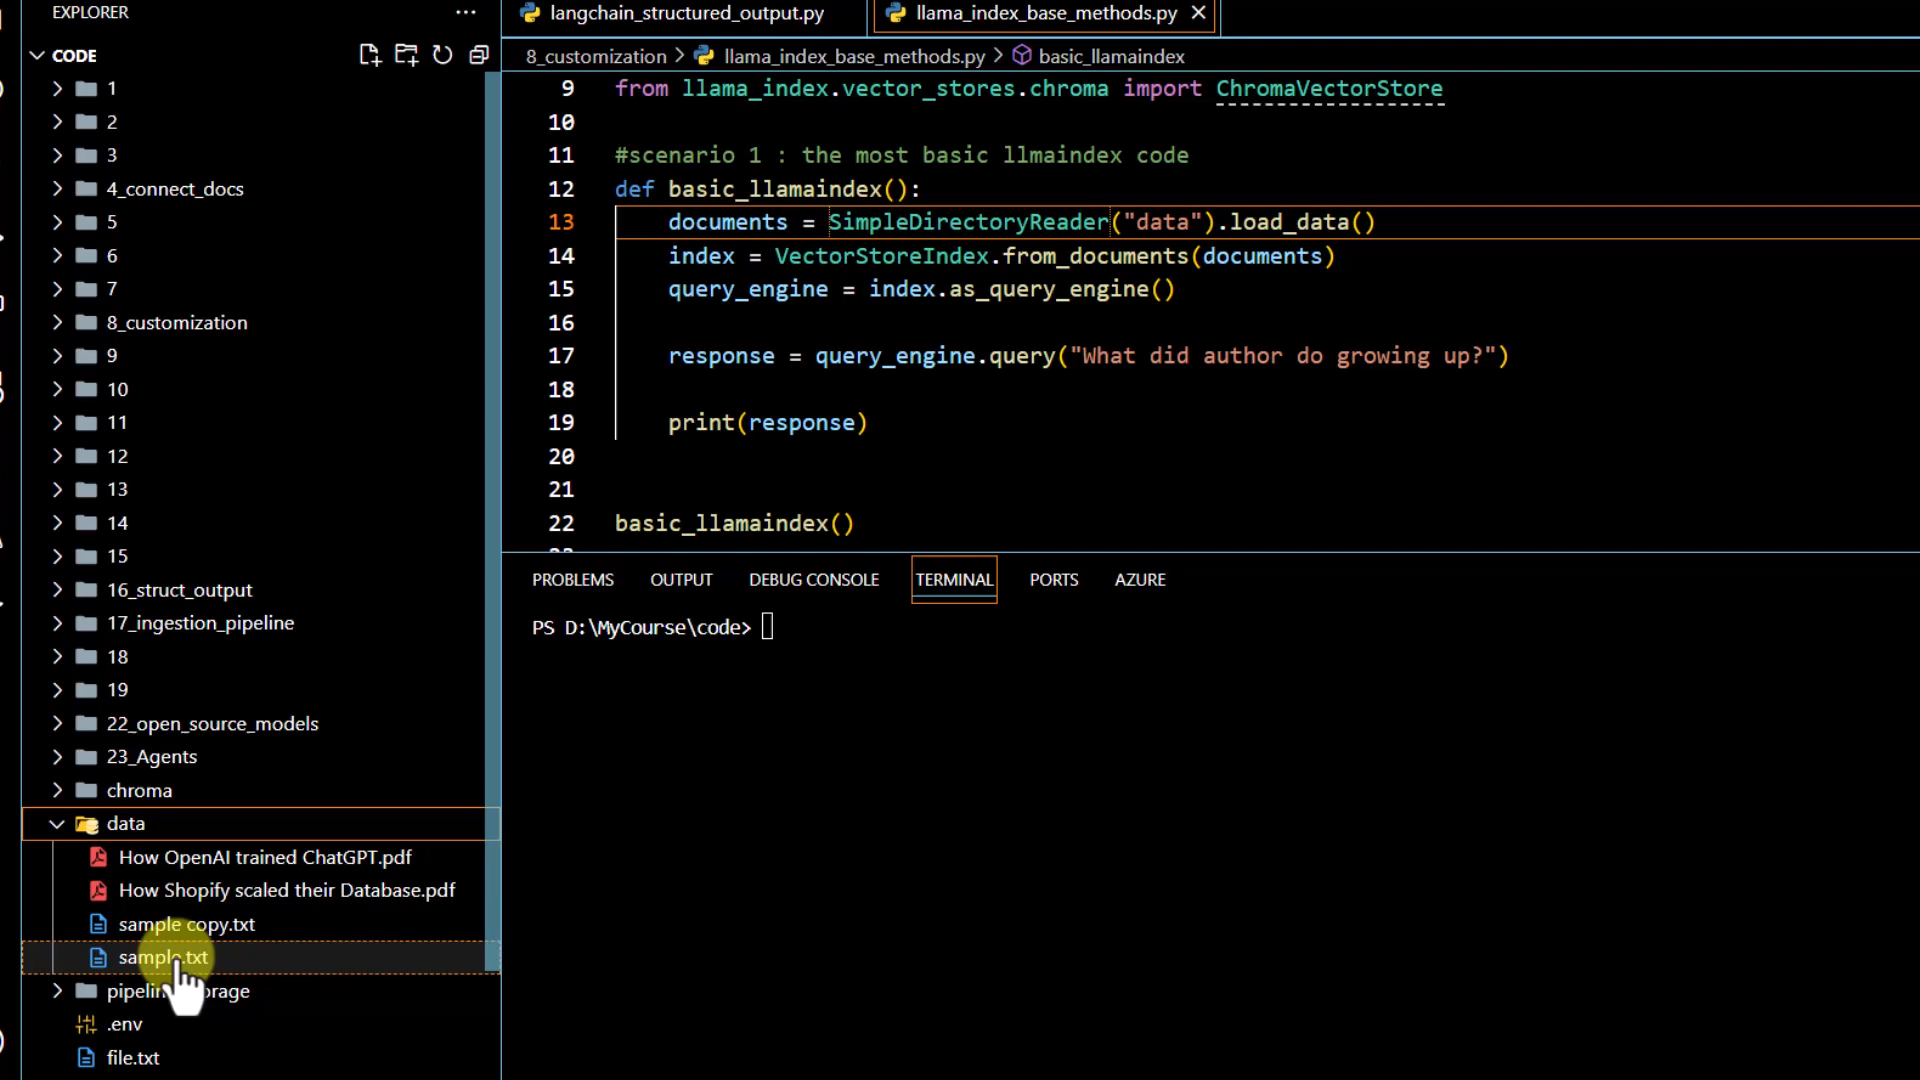 EXPLORER
CODE
1
2
3
4_connect_docs
5
6
7
8_customization
9
10
11
12
13
14
15
16_struct_output
17_ingestion_pipeline
18
19
22_open_source_models
23_Agents
chroma
data
How OpenAI trained ChatGPT.pdf
How Shopify scaled their Database.pdf
sample copy.txt
sample.txt
.env
file.txt
langchain_structured_output.py
llama_index_base_methods.py
8_customization > llama_index_base_methods.py > basic_llamaindex
9 from llama_index.vector_stores.chroma import ChromaVectorStore
10
11 #scenario 1 : the most basic llmaindex code
12 def basic_llamaindex():
13 documents = SimpleDirectoryReader("data").load_data()
14 index = VectorStoreIndex.from_documents(documents)
15 query_engine = index.as_query_engine()
16
17 response = query_engine.query("What did author do growing up?")
18
19 print(response)
20
21
22 basic_llamaindex()
PROBLEMS OUTPUT DEBUG CONSOLE TERMINAL PORTS AZURE
PS D:\MyCourse\code>